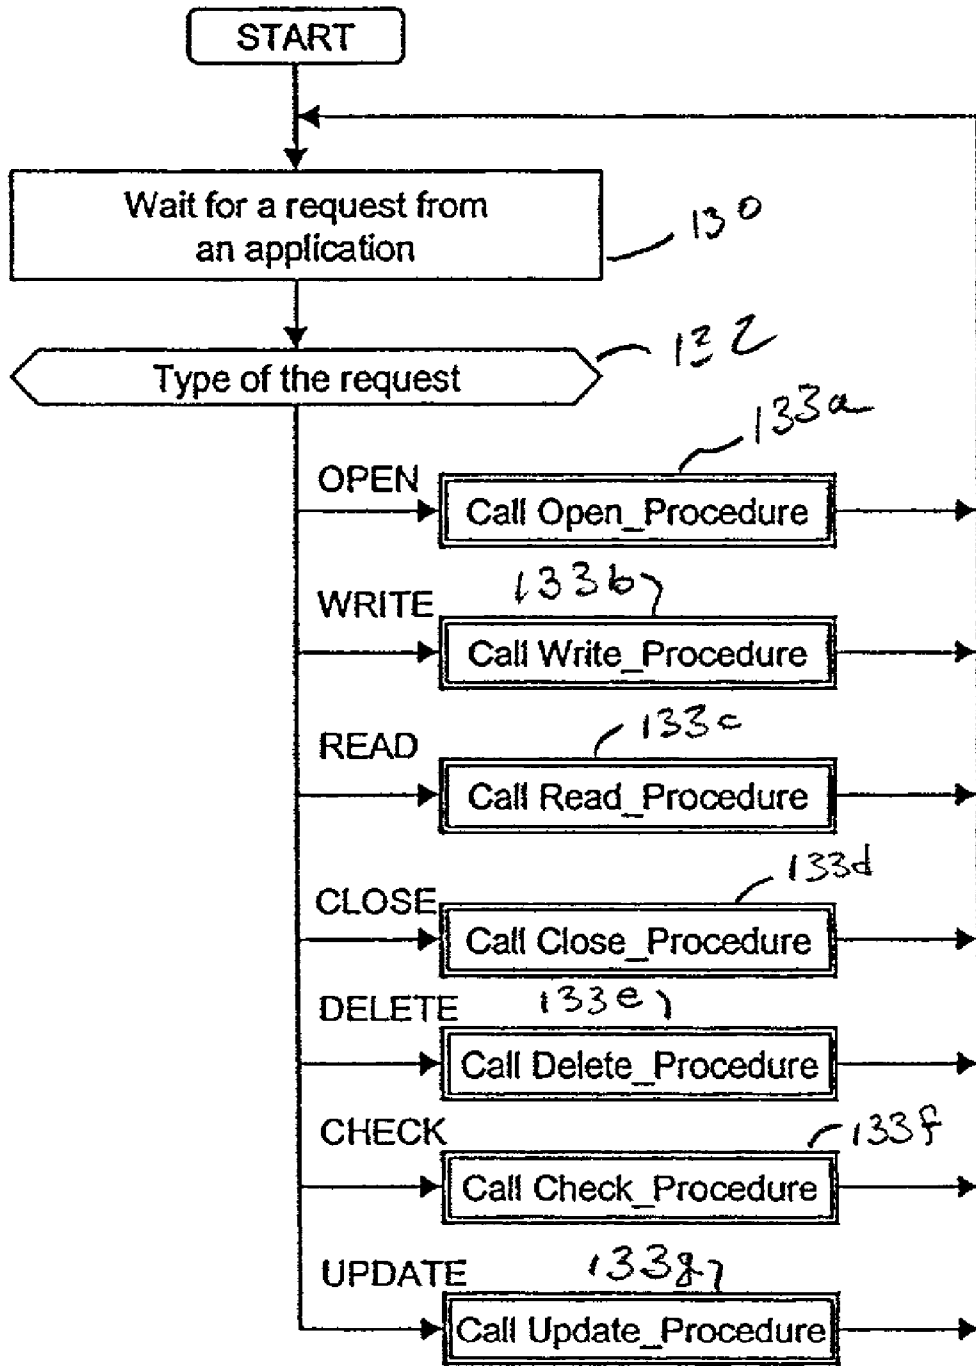 START
Wait for a request from
an application
130
Type of the request
132
133a
OPEN
Call Open_Procedure
133b
WRITE
Call Write_Procedure
133c
READ
Call Read_Procedure
133d
CLOSE
Call Close_Procedure
133e
DELETE
Call Delete_Procedure
133f
CHECK
Call Check_Procedure
133g
UPDATE
Call Update_Procedure